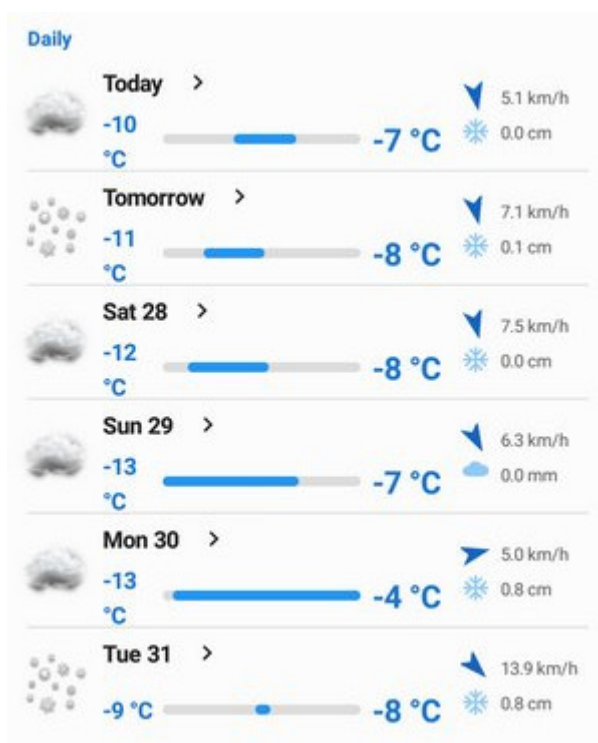 Daily
Today >
5.1 km/h
-10
°C
-7 °C
0.0 cm
Tomorrow >
7.1 km/h
-11
°C
-8 °C
0.1 cm
Sat 28 >
7.5 km/h
-12
°C
-8 °C
0.0 cm
Sun 29 >
6.3 km/h
-13
°C
-7 °C
0.0 mm
Mon 30 >
5.0 km/h
-13
°C
-4 °C
0.8 cm
Tue 31 >
13.9 km/h
-9 °C
-8 °C
0.8 cm